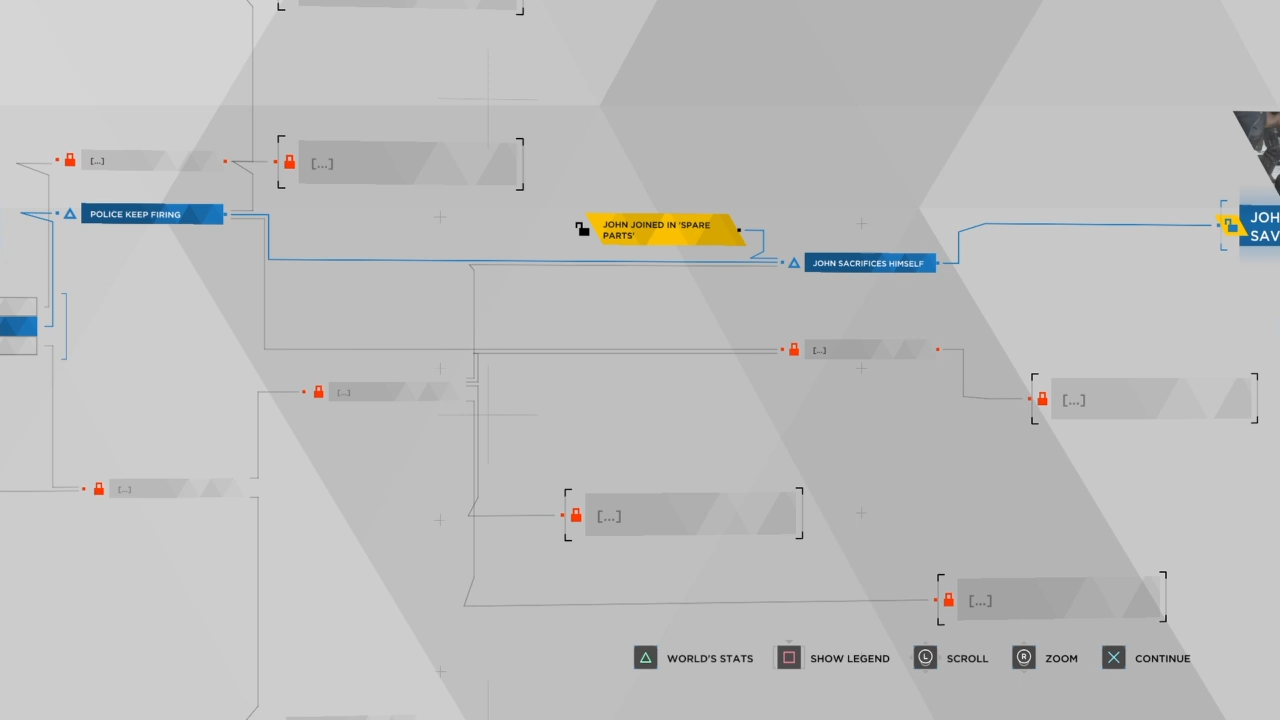 [...]
[...]
POLICE KEEP FIRING
JOHN JOINED IN 'SPARE
PARTS'
JOH
SAV
JOHN SACRIFICES HIMSELF
[...]
[...]
[...]
[...]
[...]
[...]
WORLD'S STATS
SHOW LEGEND
L
SCROLL
R
ZOOM
CONTINUE